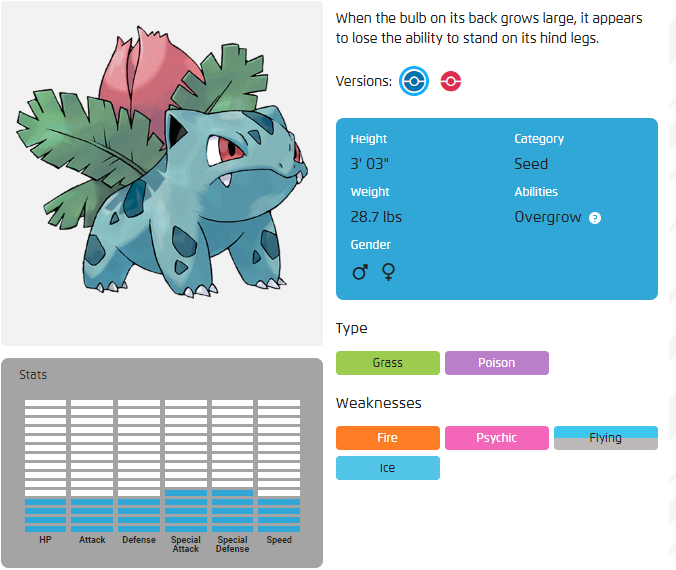 When the bulb on its back grows large, it appears
to lose the ability to stand on its hind legs.
Versions:
Height
3' 03"
Category
Seed
Weight
28.7 lbs
Abilities
Overgrow ?
Gender
♂ ♀
Type
Grass Poison
Weaknesses
Fire Psychic Flying
Ice
Stats
HP Attack Defense Special Attack Special Defense Speed